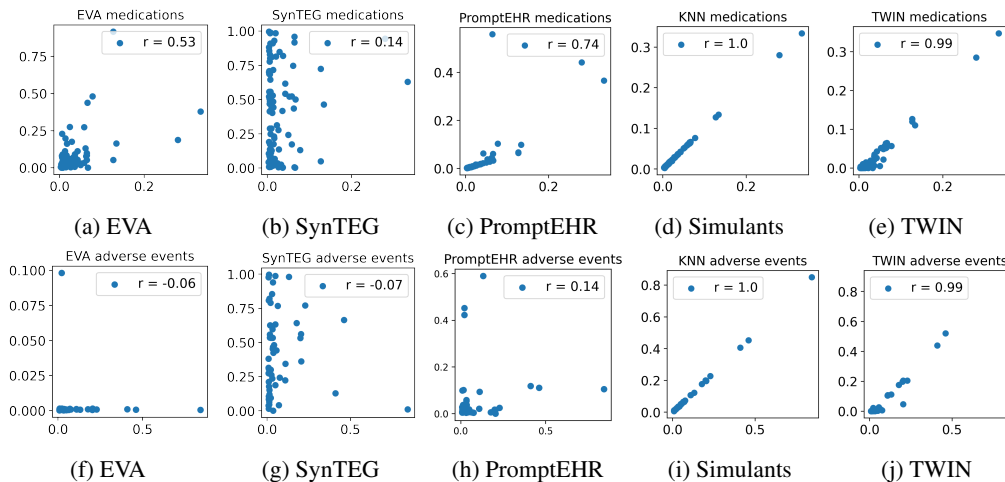 EVA medications
r = 0.53
0.75
0.50
0.25
0.00
0.0
0.2
(a) EVA
SynTEG medications
r = 0.14
1.00
0.75
0.50
0.25
0.00
0.0
0.2
(b) SynTEG
PromptEHR medications
r = 0.74
0.4
0.2
0.0
0.0
0.2
(c) PromptEHR
KNN medications
r = 1.0
0.3
0.2
0.1
0.0
0.0
0.2
(d) Simulants
TWIN medications
r = 0.99
0.3
0.2
0.1
0.0
0.0
0.2
(e) TWIN
EVA adverse events
r = -0.06
0.100
0.075
0.050
0.025
0.000
0.0
0.5
(f) EVA
SynTEG adverse events
r = -0.07
1.00
0.75
0.50
0.25
0.00
0.0
0.5
(g) SynTEG
PromptEHR adverse events
r = 0.14
0.6
0.4
0.2
0.0
0.0
0.5
(h) PromptEHR
KNN adverse events
r = 1.0
0.8
0.6
0.4
0.2
0.0
0.0
0.5
(i) Simulants
TWIN adverse events
r = 0.99
0.8
0.6
0.4
0.2
0.0
0.0
0.5
(j) TWIN